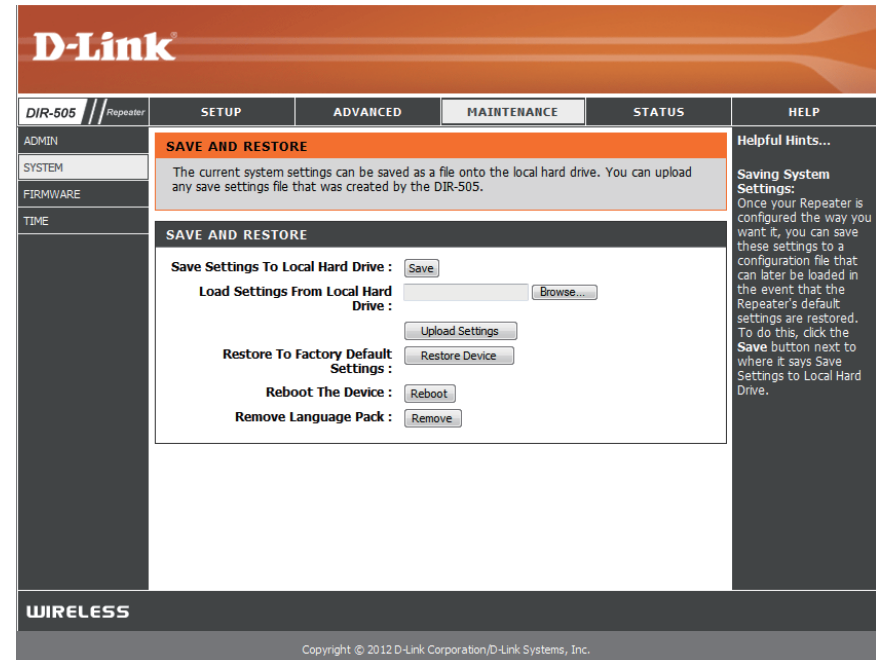 D-Link®
DIR-505 Repeater
SETUP
ADVANCED
MAINTENANCE
STATUS
HELP
ADMIN
SYSTEM
FIRMWARE
TIME
SAVE AND RESTORE
The current system settings can be saved as a file onto the local hard drive. You can upload
any save settings file that was created by the DIR-505.
SAVE AND RESTORE
Save Settings To Local Hard Drive : Save
Load Settings From Local Hard
Drive :
Browse...
Upload Settings
Restore To Factory Default
Settings :
Restore Device
Reboot The Device : Reboot
Remove Language Pack : Remove
Helpful Hints...
Saving System
Settings:
Once your Repeater is
configured the way you
want it, you can save
these settings to a
configuration file that
can later be loaded in
the event that the
Repeater's default
settings are restored.
To do this, click the
Save button next to
where it says Save
Settings to Local Hard
Drive.
WIRELESS
Copyright © 2012 D-Link Corporation/D-Link Systems, Inc.